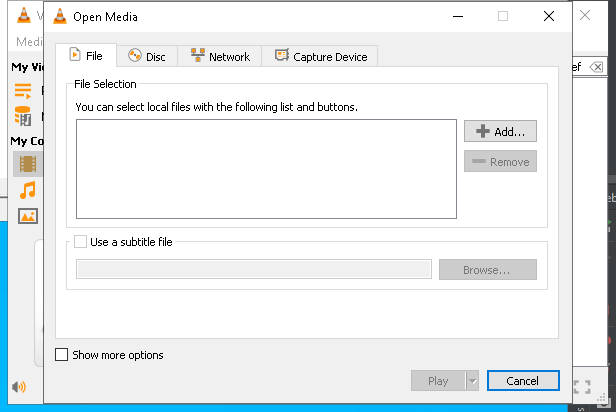 Open Media
V
Medi
File
Disc
Network
Capture Device
My Vi
ef
File Selection
You can select local files with the following list and buttons.
Add...
Remove
My Co
Use a subtitle file
Browse...
Show more options
Play
Cancel